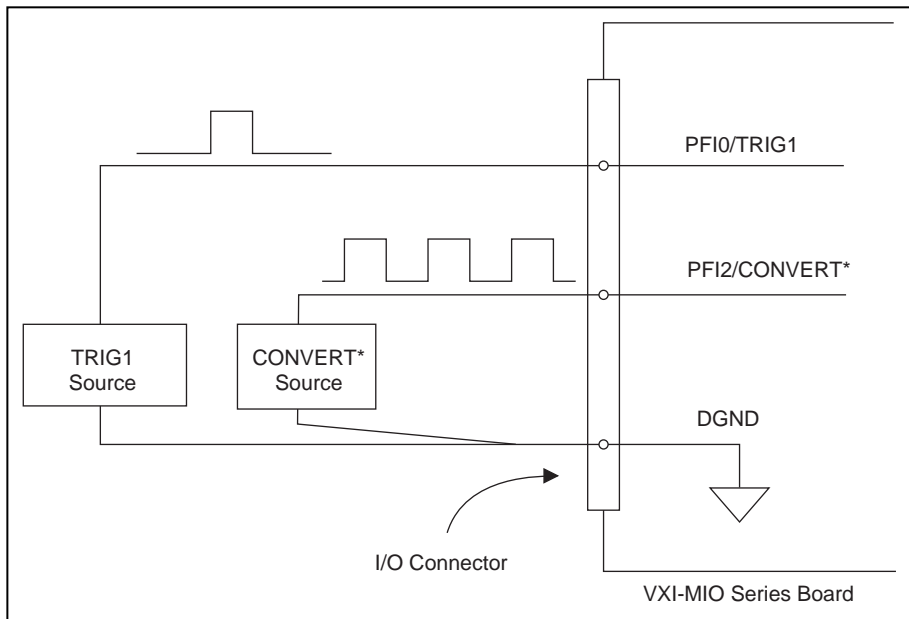 PFI0/TRIG1
PFI2/CONVERT*
TRIG1
Source
CONVERT*
Source
DGND
I/O Connector
VXI-MIO Series Board